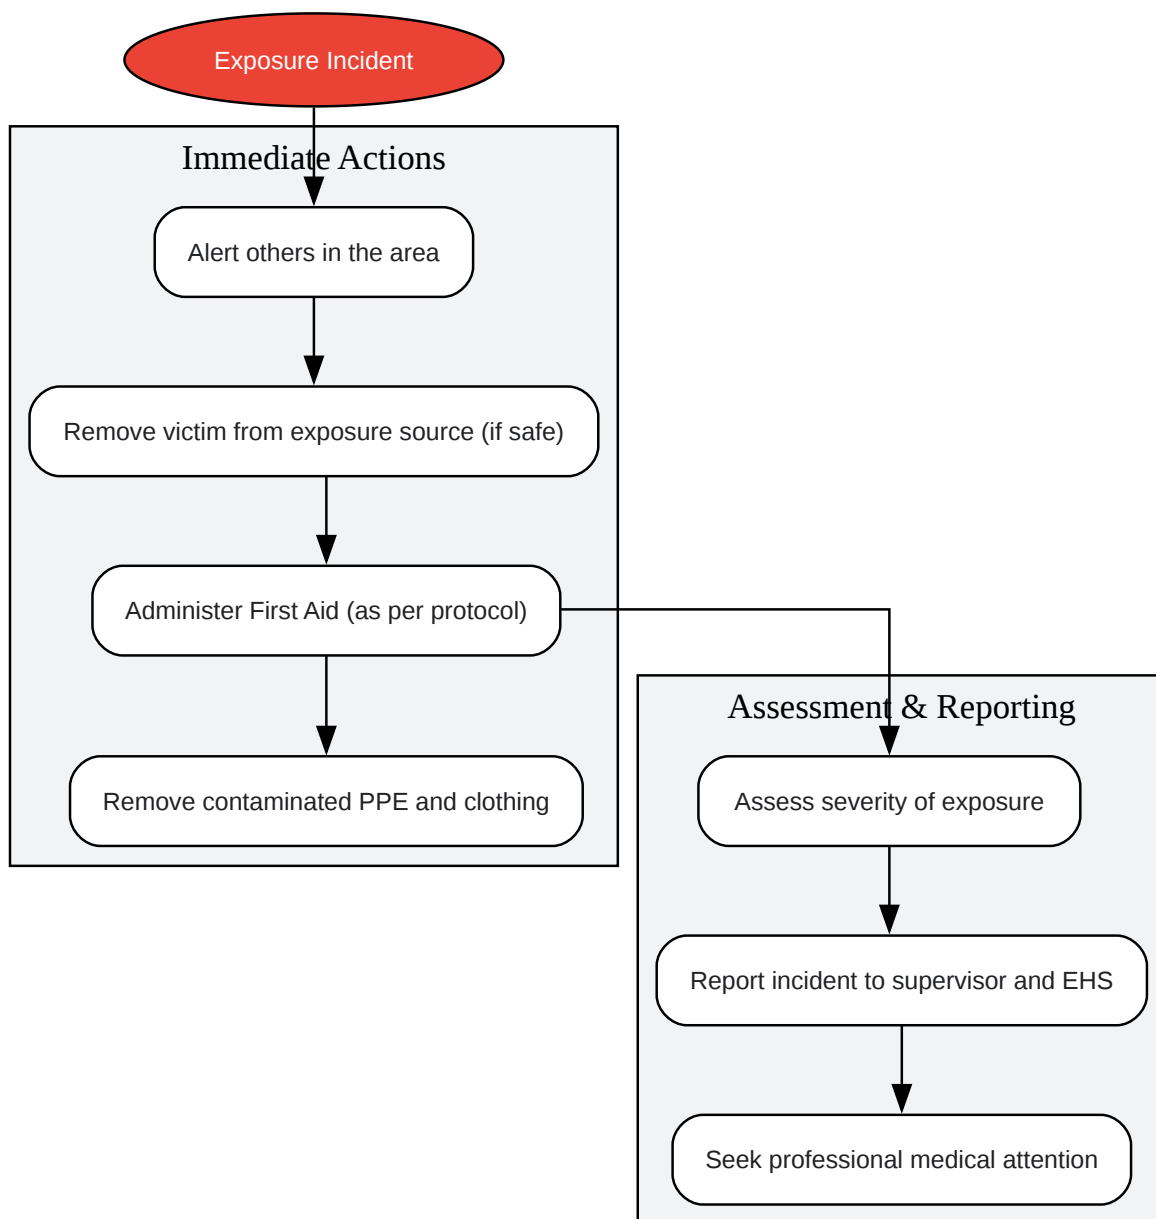 Exposure Incident
Immediate Actions
Alert others in the area
Remove victim from exposure source (if safe)
Administer First Aid (as per protocol)
Remove contaminated PPE and clothing
Assessment & Reporting
Assess severity of exposure
Report incident to supervisor and EHS
Seek professional medical attention